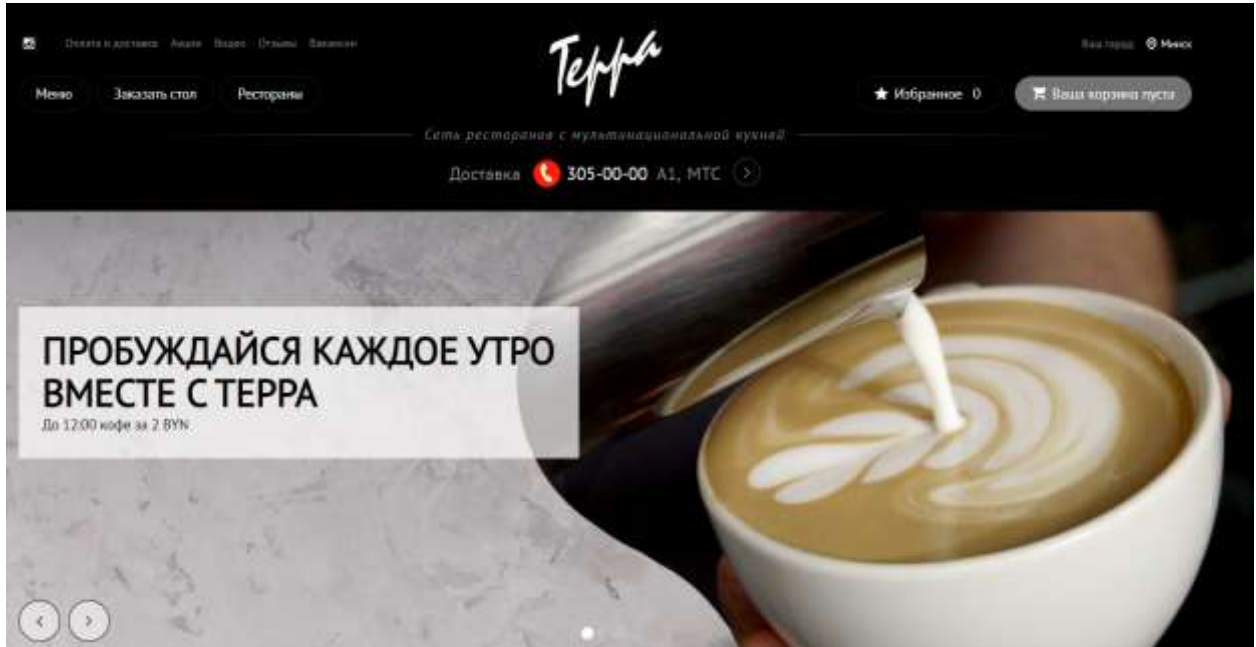 Оплата и доставка Акции Видео Отзывы Вакансии
Терра
Ваш город: Минск
Меню Заказать стол Рестораны
Избранное 0 Ваша корзина пуста
Сеть ресторанов с мультинациональной кухней
Доставка 305-00-00 А1, МТС
ПРОБУЖДАЙСЯ КАЖДОЕ УТРО
ВМЕСТЕ С ТЕРРА
До 12:00 кофе за 2 BYN